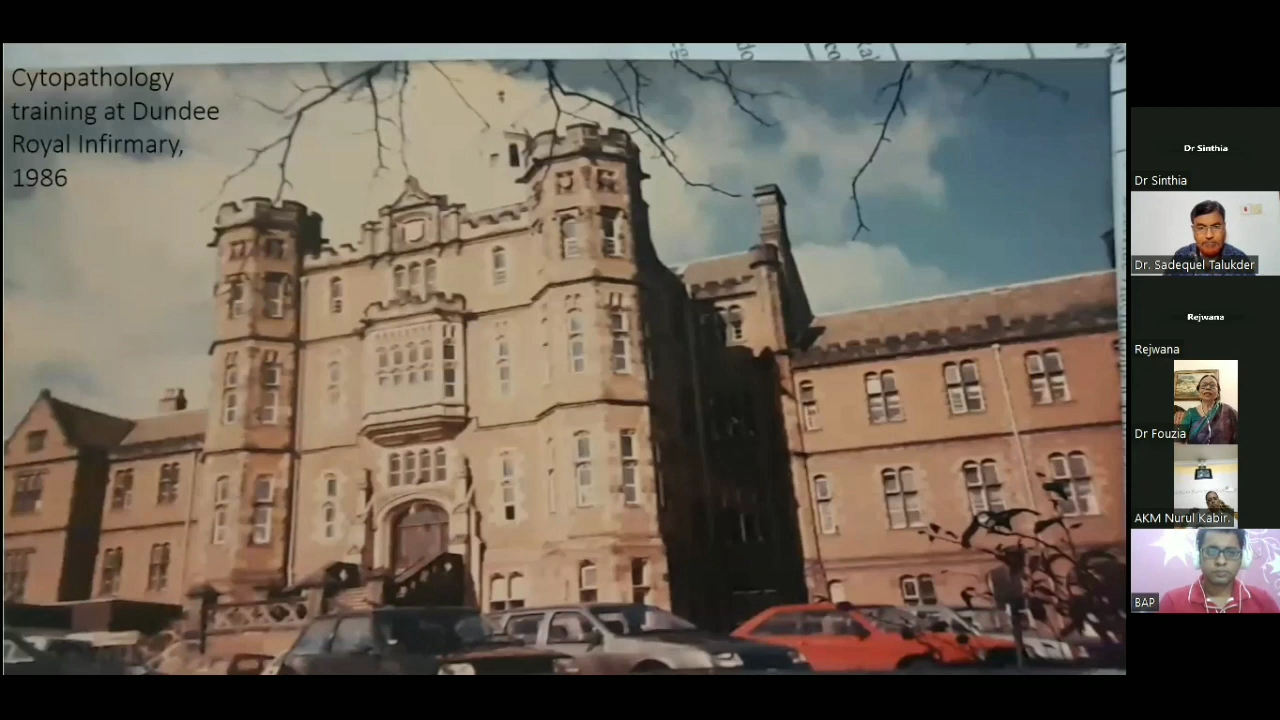 Cytopathology
training at Dundee
Royal Infirmary,
1986
Dr Sinthia
Dr Sinthia
Dr. Sadequel Talukder
Rejwana
Rejwana
Dr Fouzia
AKM Nurul Kabir.
BAP